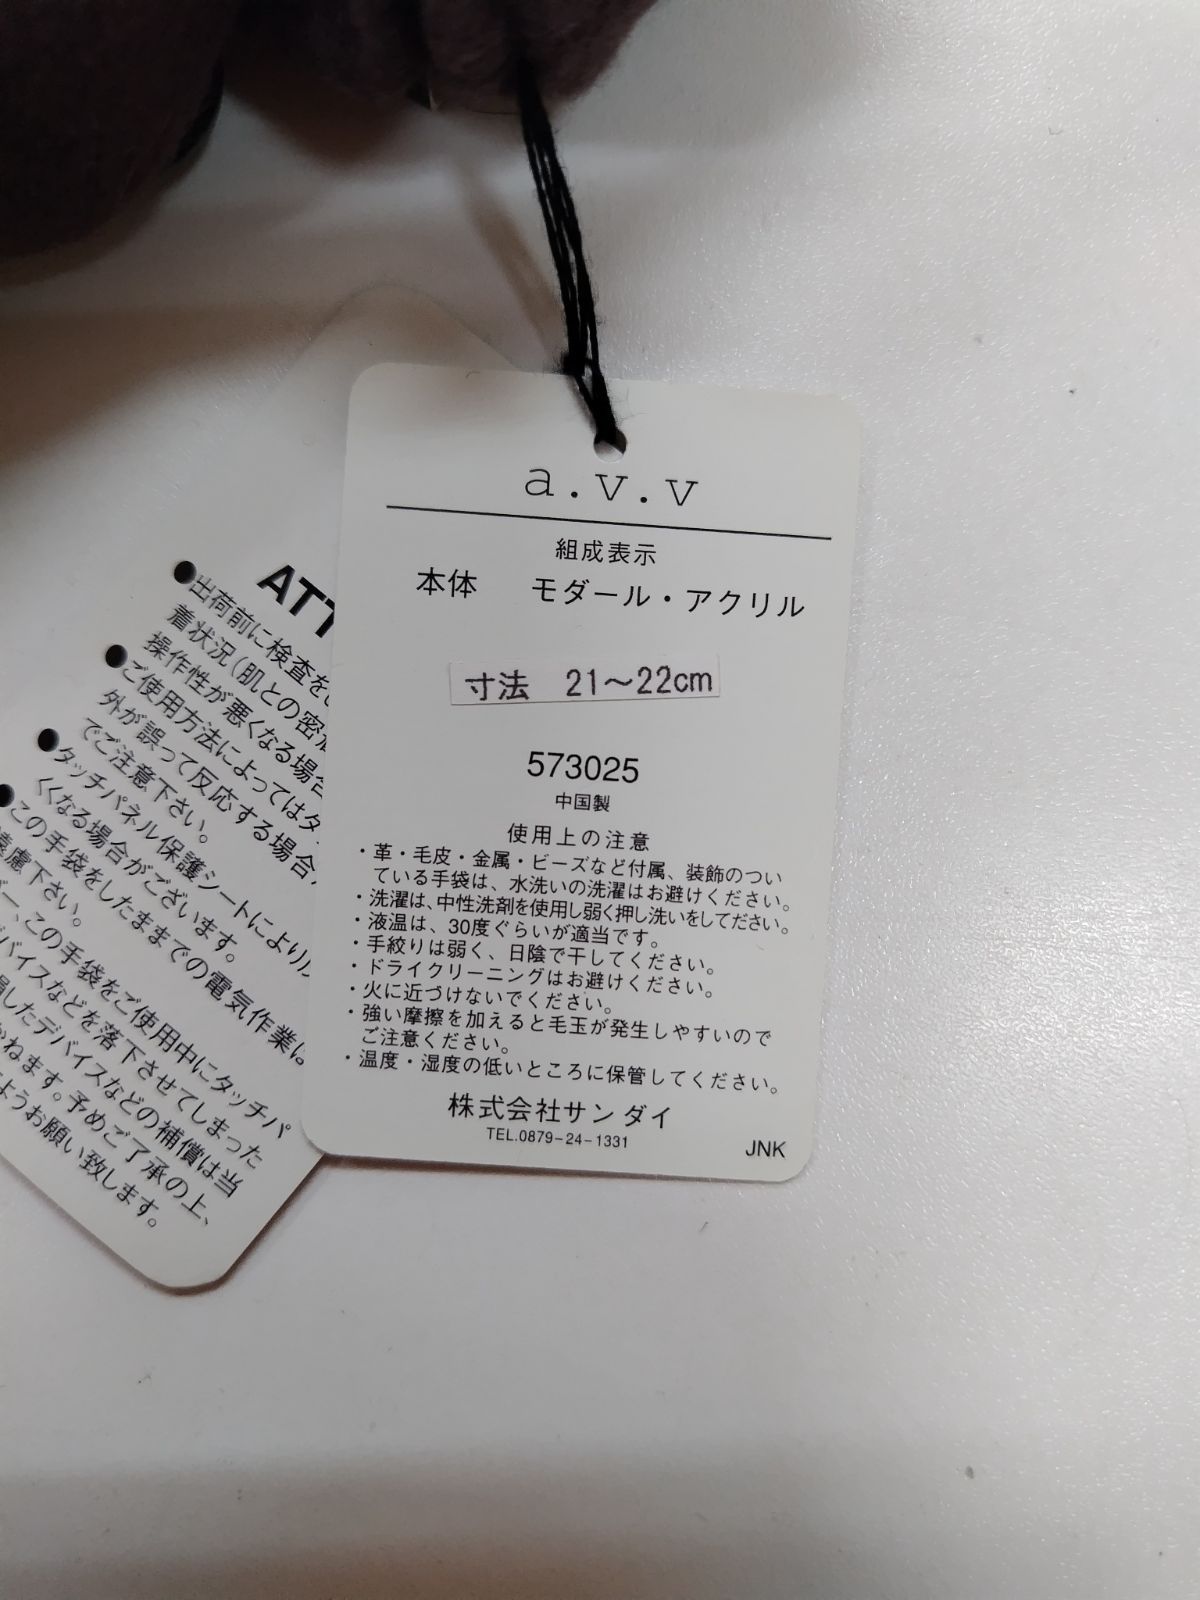 a.v.v
組成表示
本体 モダール・アクリル
寸法 21～22cm
573025
中国製
使用上の注意
・革・毛皮・金属・ビーズなど付属、装飾のつい
ている手袋は、水洗いの洗濯はお避けください。
・洗濯は、中性洗剤を使用し弱く押し洗いをしてださい。
・液温は、30度ぐらいが適当です。
・手絞りは弱く、日陰で干してください。
・ドライクリーニングはお避けください。
・火に近づけないでください。
・強い摩擦を加えると毛玉が発生しやすいので
ご注意ください。
・温度・湿度の低いところに保管してください。
株式会社サンダイ
TEL.0879-24-1331
JNK
ATT
●出荷前に検査を
着状況(肌との密
操作性が悪くなる場合
●ご使用方法によってはタ
外が誤って反応する場合
でご注意下さい。
●タッチパネル保護シートにより
くくなる場合がございます。
●この手袋をしたままでの電気作業は
遠慮下さい。
、この手袋をご使用中にタッチパ
バイスなどを落下させてしまった
損したデバイスなどの補償は当
かねます。予めご了承の上、
ようお願い致します。